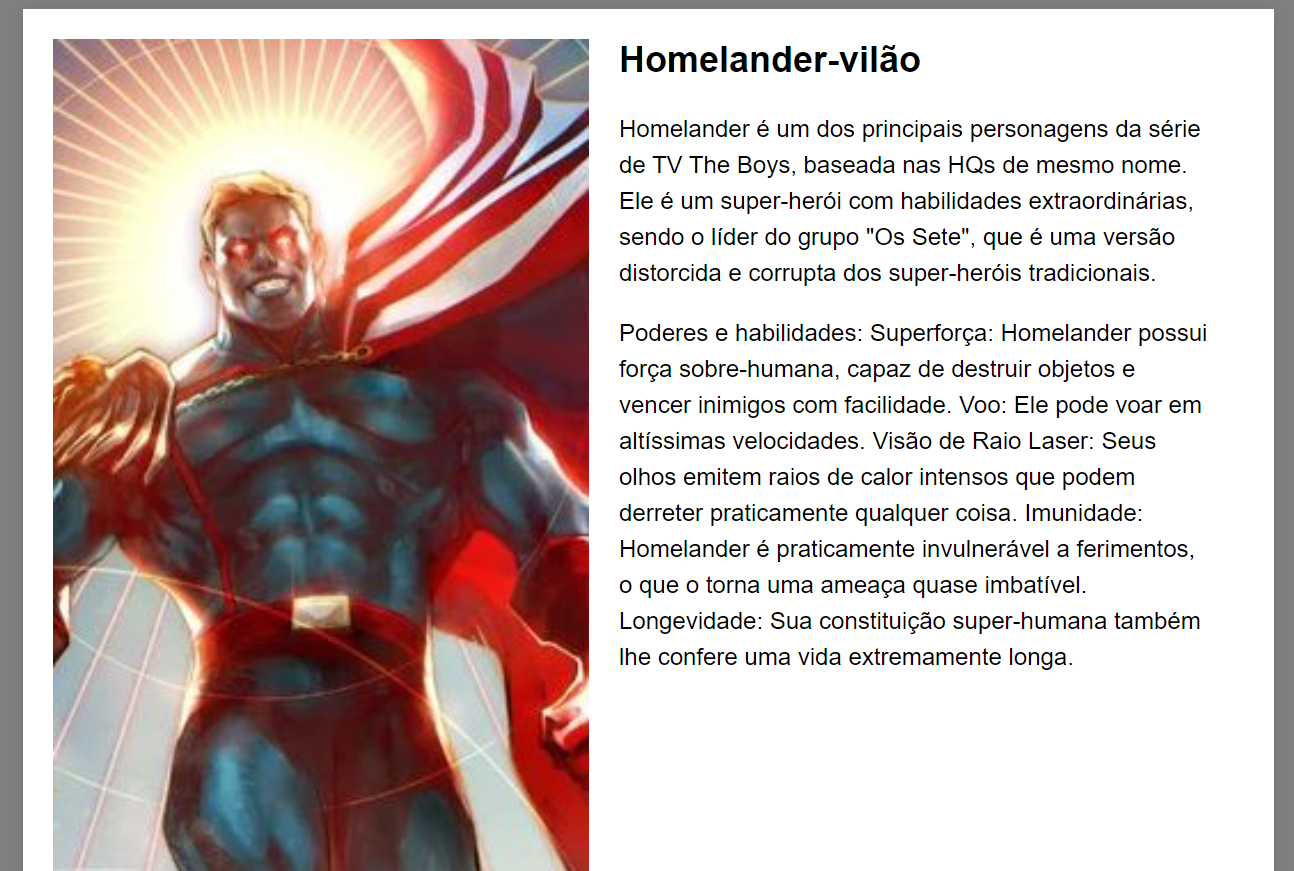 Homelander-vilão
Homelander é um dos principais personagens da série
de TV The Boys, baseada nas HQs de mesmo nome.
Ele é um super-herói com habilidades extraordinárias,
sendo o líder do grupo "Os Sete", que é uma versão
distorcida e corrupta dos super-heróis tradicionais.
Poderes e habilidades: Superforça: Homelander possui
força sobre-humana, capaz de destruir objetos e
vencer inimigos com facilidade. Voo: Ele pode voar em
altíssimas velocidades. Visão de Raio Laser: Seus
olhos emitem raios de calor intensos que podem
derreter praticamente qualquer coisa. Imunidade:
Homelander é praticamente invulnerável a ferimentos,
o que o torna uma ameaça quase imbatível.
Longevidade: Sua constituição super-humana também
lhe confere uma vida extremamente longa.